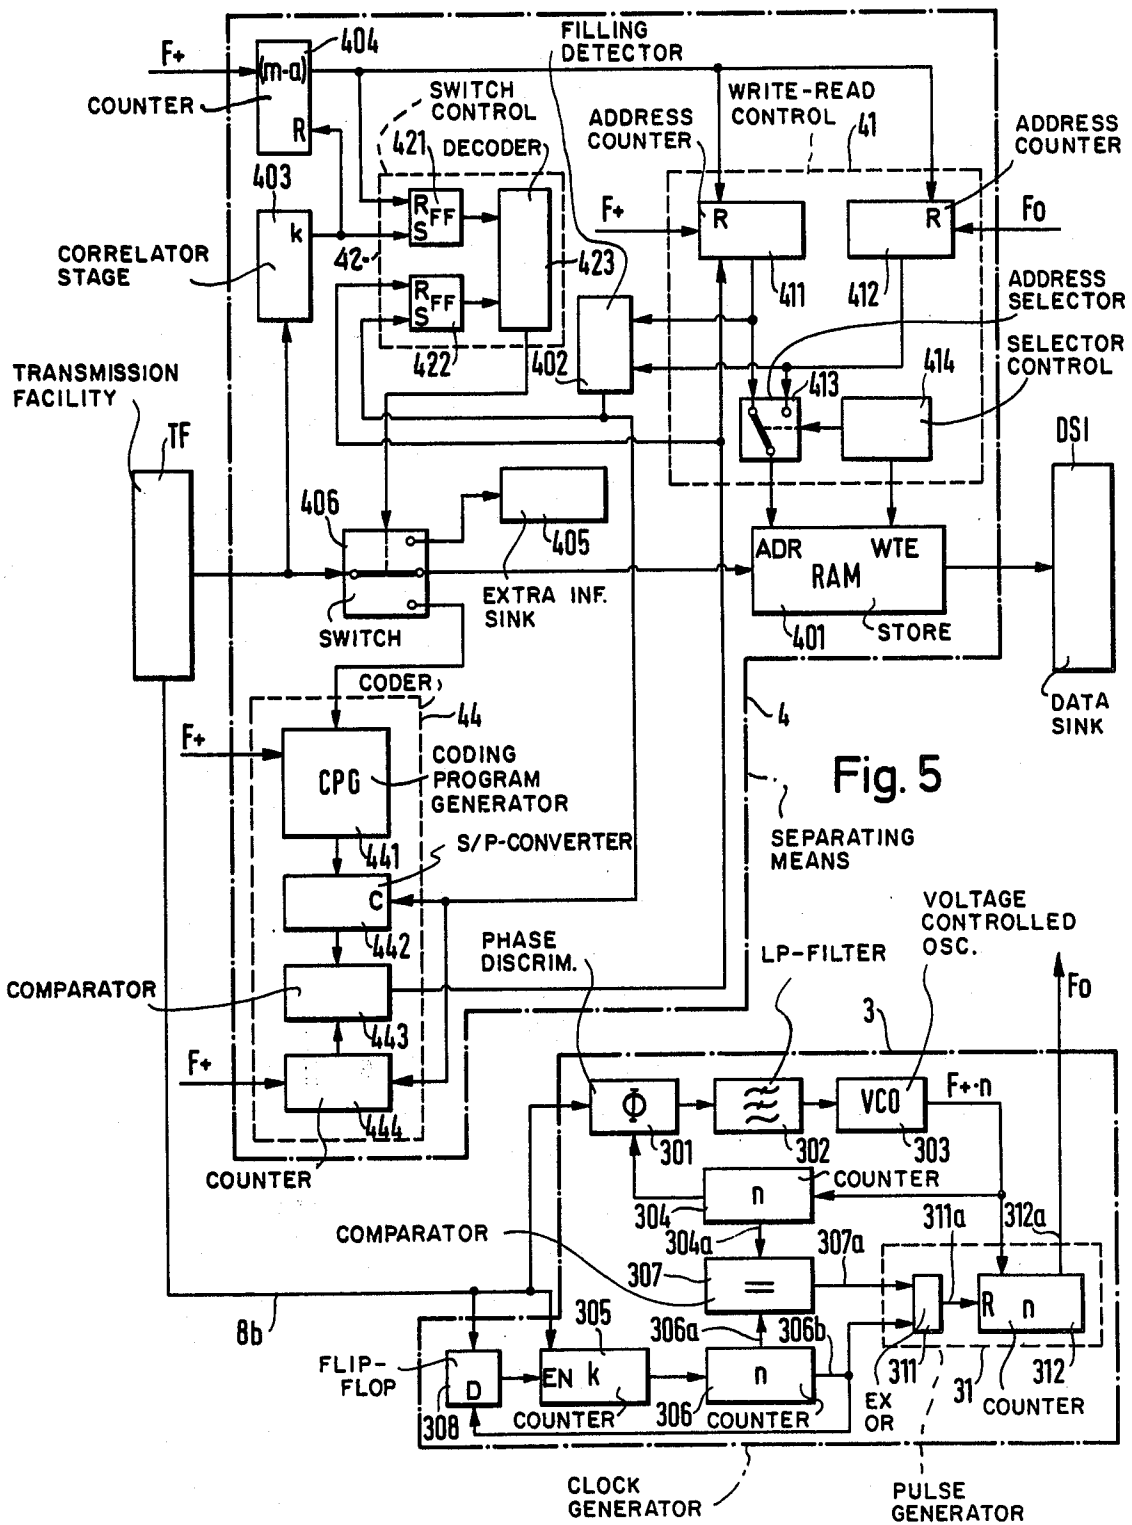 FILLING
DETECTOR
F+
404
(m-a)
COUNTER
R
SWITCH
CONTROL
WRITE-READ
CONTROL
ADDRESS
COUNTER
41
ADDRESS
COUNTER
421
DECODER
403
k
R
FF
S
F+
R
R
Fo
CORRELATOR
STAGE
42
423
411
412
ADDRESS
SELECTOR
R
FF
S
422
402
413
414
SELECTOR
CONTROL
TRANSMISSION
FACILITY
TF
DSI
406
405
ADR
WTE
RAM
EXTRA INF.
SINK
SWITCH
401
STORE
CODER
44
4
DATA
SINK
F+
CPG
CODING
PROGRAM
GENERATOR
Fig. 5
441
S/P-CONVERTER
SEPARATING
MEANS
C
442
VOLTAGE
CONTROLLED
OSC.
PHASE
DISCRIM.
LP-FILTER
COMPARATOR
443
Fo
3
F+
444
Φ
VCO
F+·n
301
302
303
COUNTER
COUNTER
n
304
304a
311a
312a
COMPARATOR
307
=
307a
R
n
8b
305
306a
306b
311
31
312
FLIP-
FLOP
D
308
EN
k
COUNTER
306
n
COUNTER
EX
OR
COUNTER
CLOCK
GENERATOR
PULSE
GENERATOR